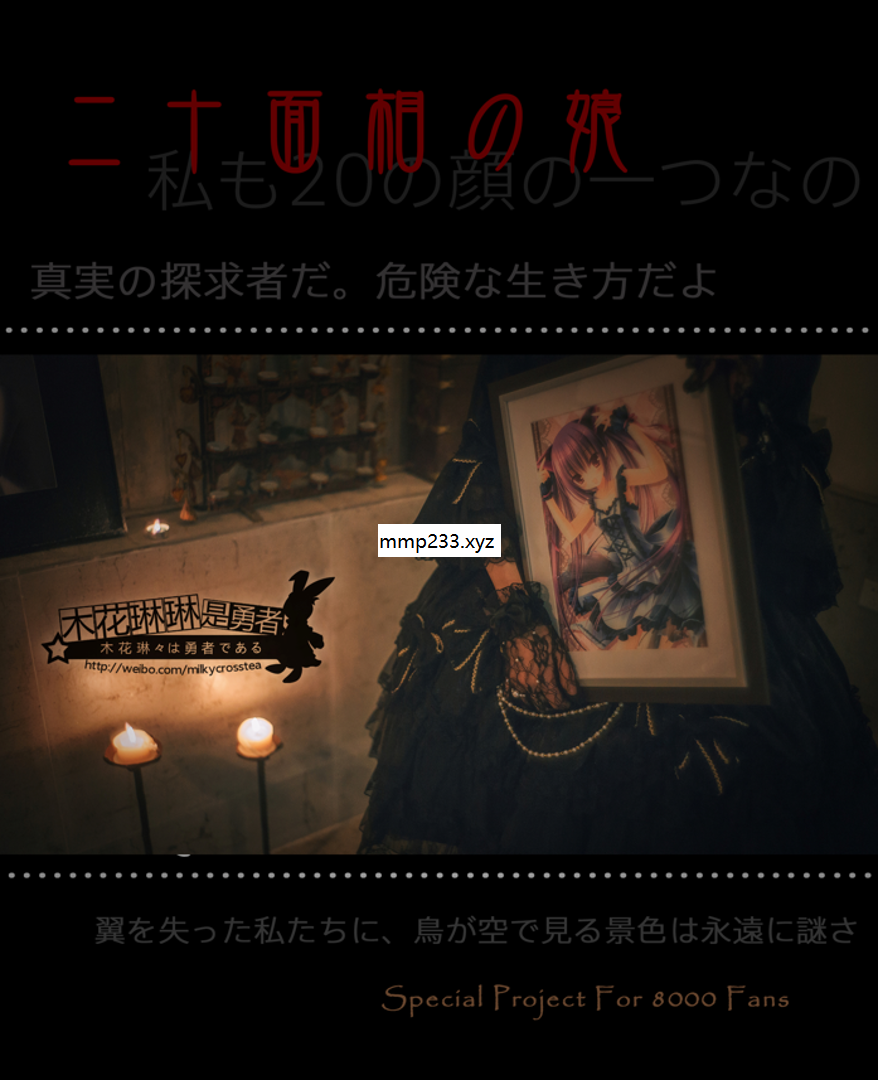 二十面相の娘
私も20の顔の一つなの
真実の探求者だ。危険な生き方だよ
mmp233.xyz
木花琳琳是勇者
木花琳々は勇者である
http://weibo.com/milkycrosstea
翼を失った私たちに、鳥が空で見る景色は永遠に謎さ
Special Project For 8000 Fans